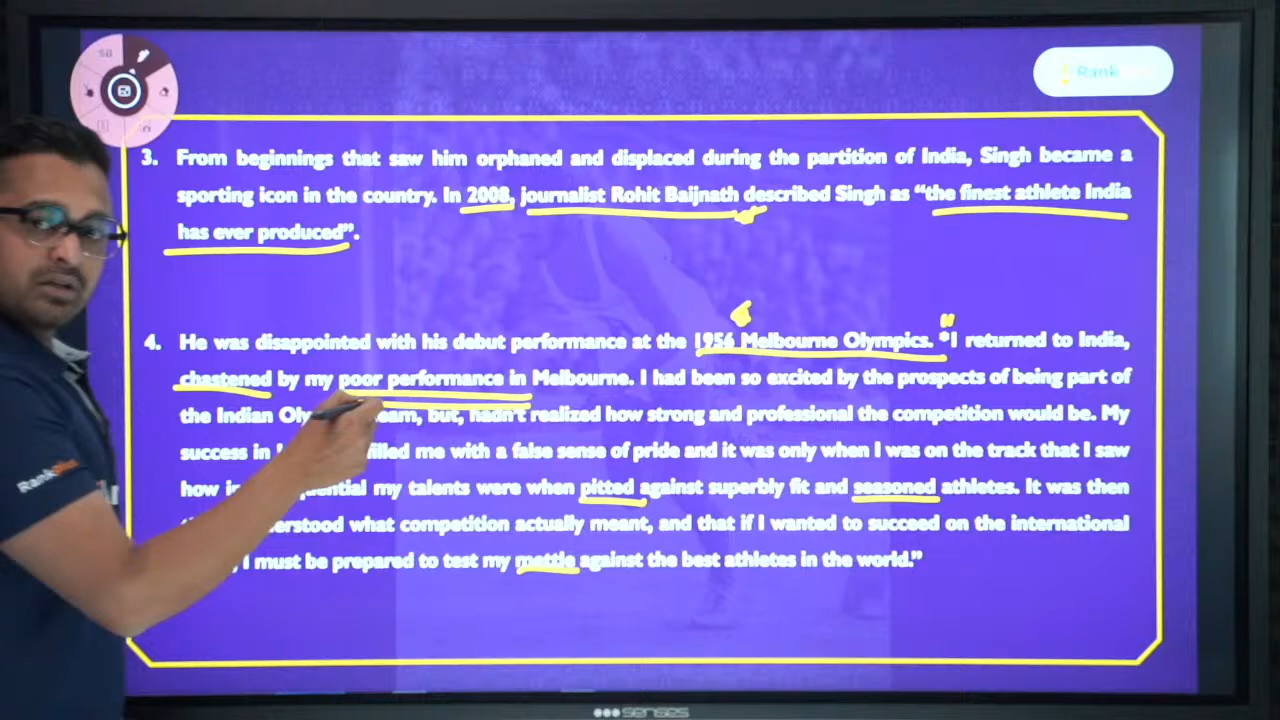 sa
Rank
3. From beginnings that saw him orphaned and displaced during the partition of India, Singh became a
sporting icon in the country. In 2008, journalist Rohit Baijnath described Singh as “the finest athlete India
has ever produced”.
4. He was disappointed with his debut performance at the 1956 Melbourne Olympics. "I returned to India,
chastened by my poor performance in Melbourne. I had been so excited by the prospects of being part of
the Indian Oly eam, but, hadn't realized how strong and professional the competition would be. My
success in filled me with a false sense of pride and it was only when I was on the track that I saw
how in quential my talents were when pitted against superbly fit and seasoned athletes. It was then
erstood what competition actually meant, and that if I wanted to succeed on the international
I must be prepared to test my mettle against the best athletes in the world.”
Rank
senses